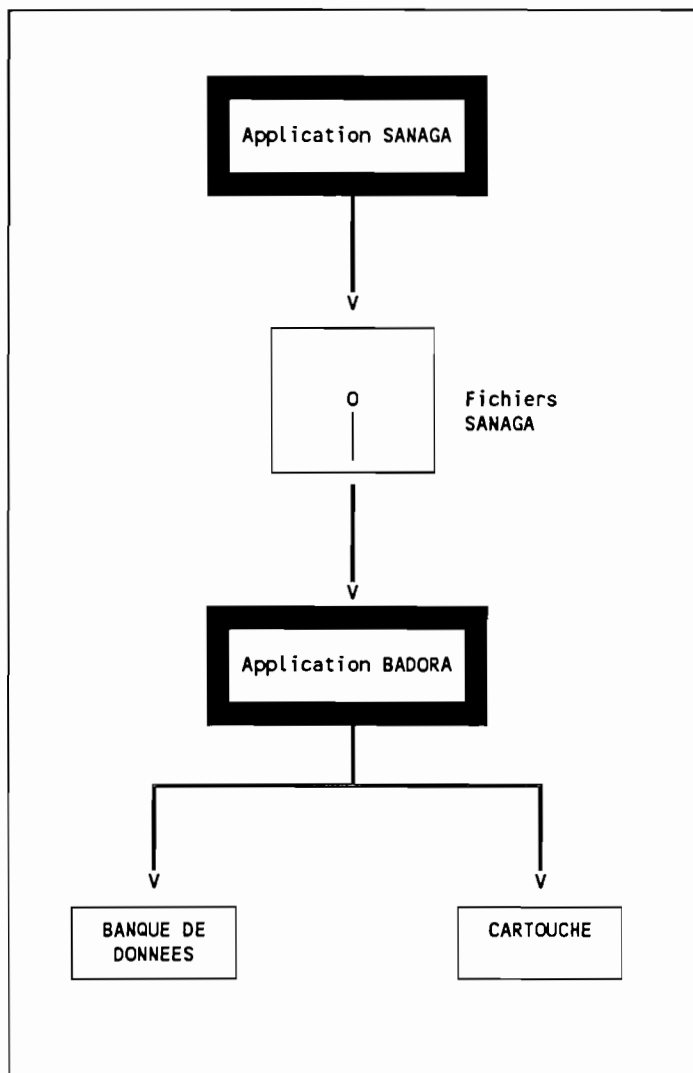 Application SANAGA
V
O
Fichiers
SANAGA
V
Application BADORA
V
V
BANQUE DE
DONNEES
CARTOUCHE